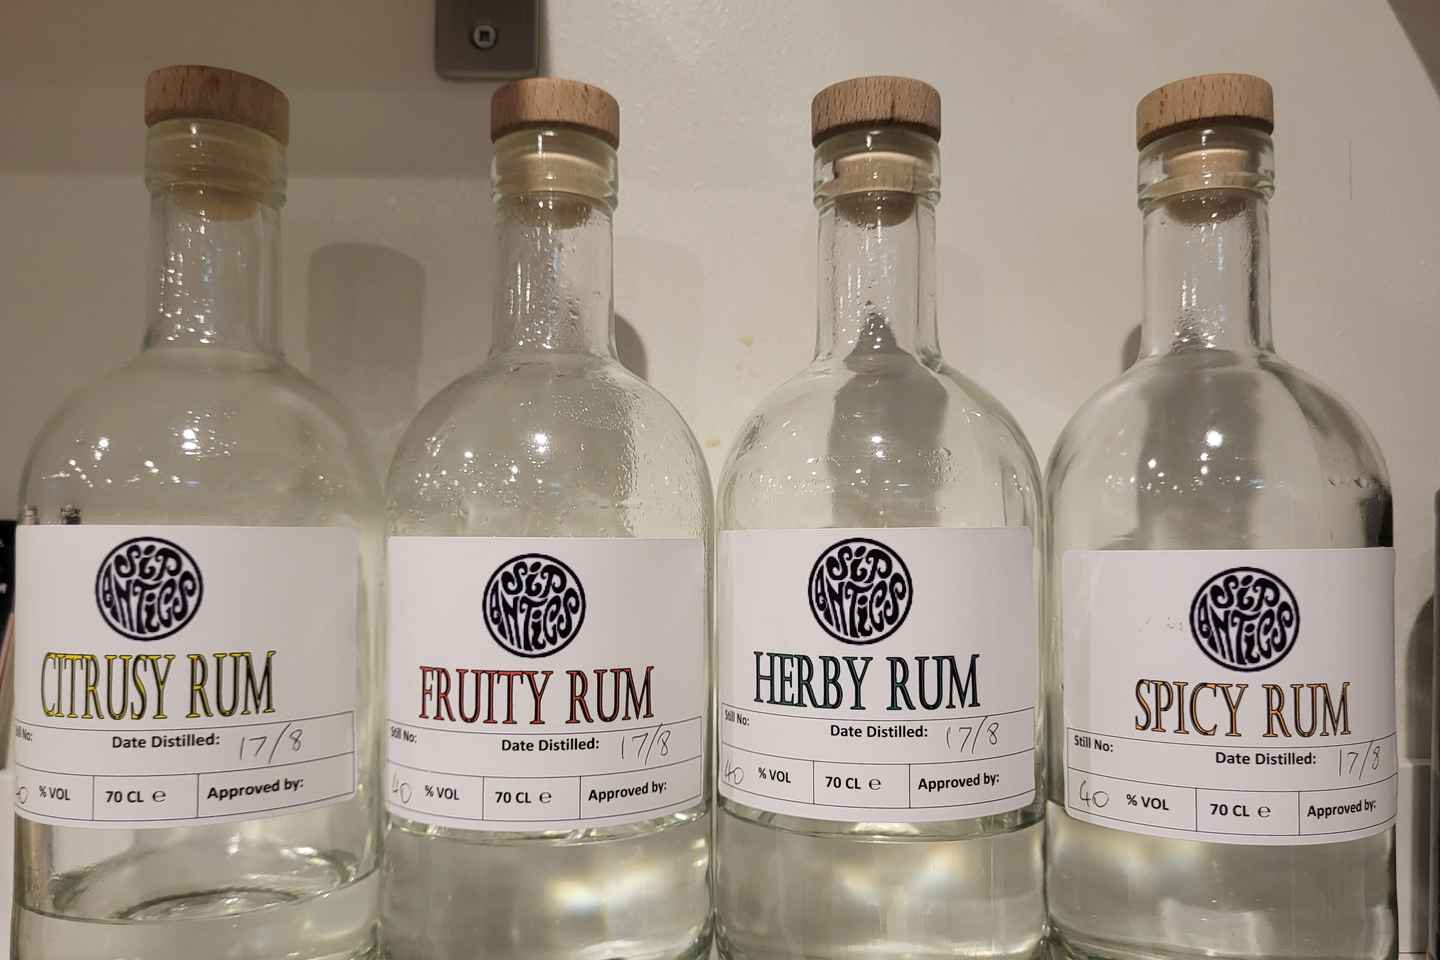 SiP
ANTiCS
CITRUSY RUM
Still No:
Date Distilled: 17/8
40 % VOL
70 CL ℮
Approved by:
SiP
ANTiCS
FRUITY RUM
Still No:
Date Distilled: 17/8
40 % VOL
70 CL ℮
Approved by:
SiP
ANTiCS
HERBY RUM
Still No:
Date Distilled: 17/8
40 % VOL
70 CL ℮
Approved by:
SiP
ANTiCS
SPICY RUM
Still No:
Date Distilled: 17/8
40 % VOL
70 CL ℮
Approved by: